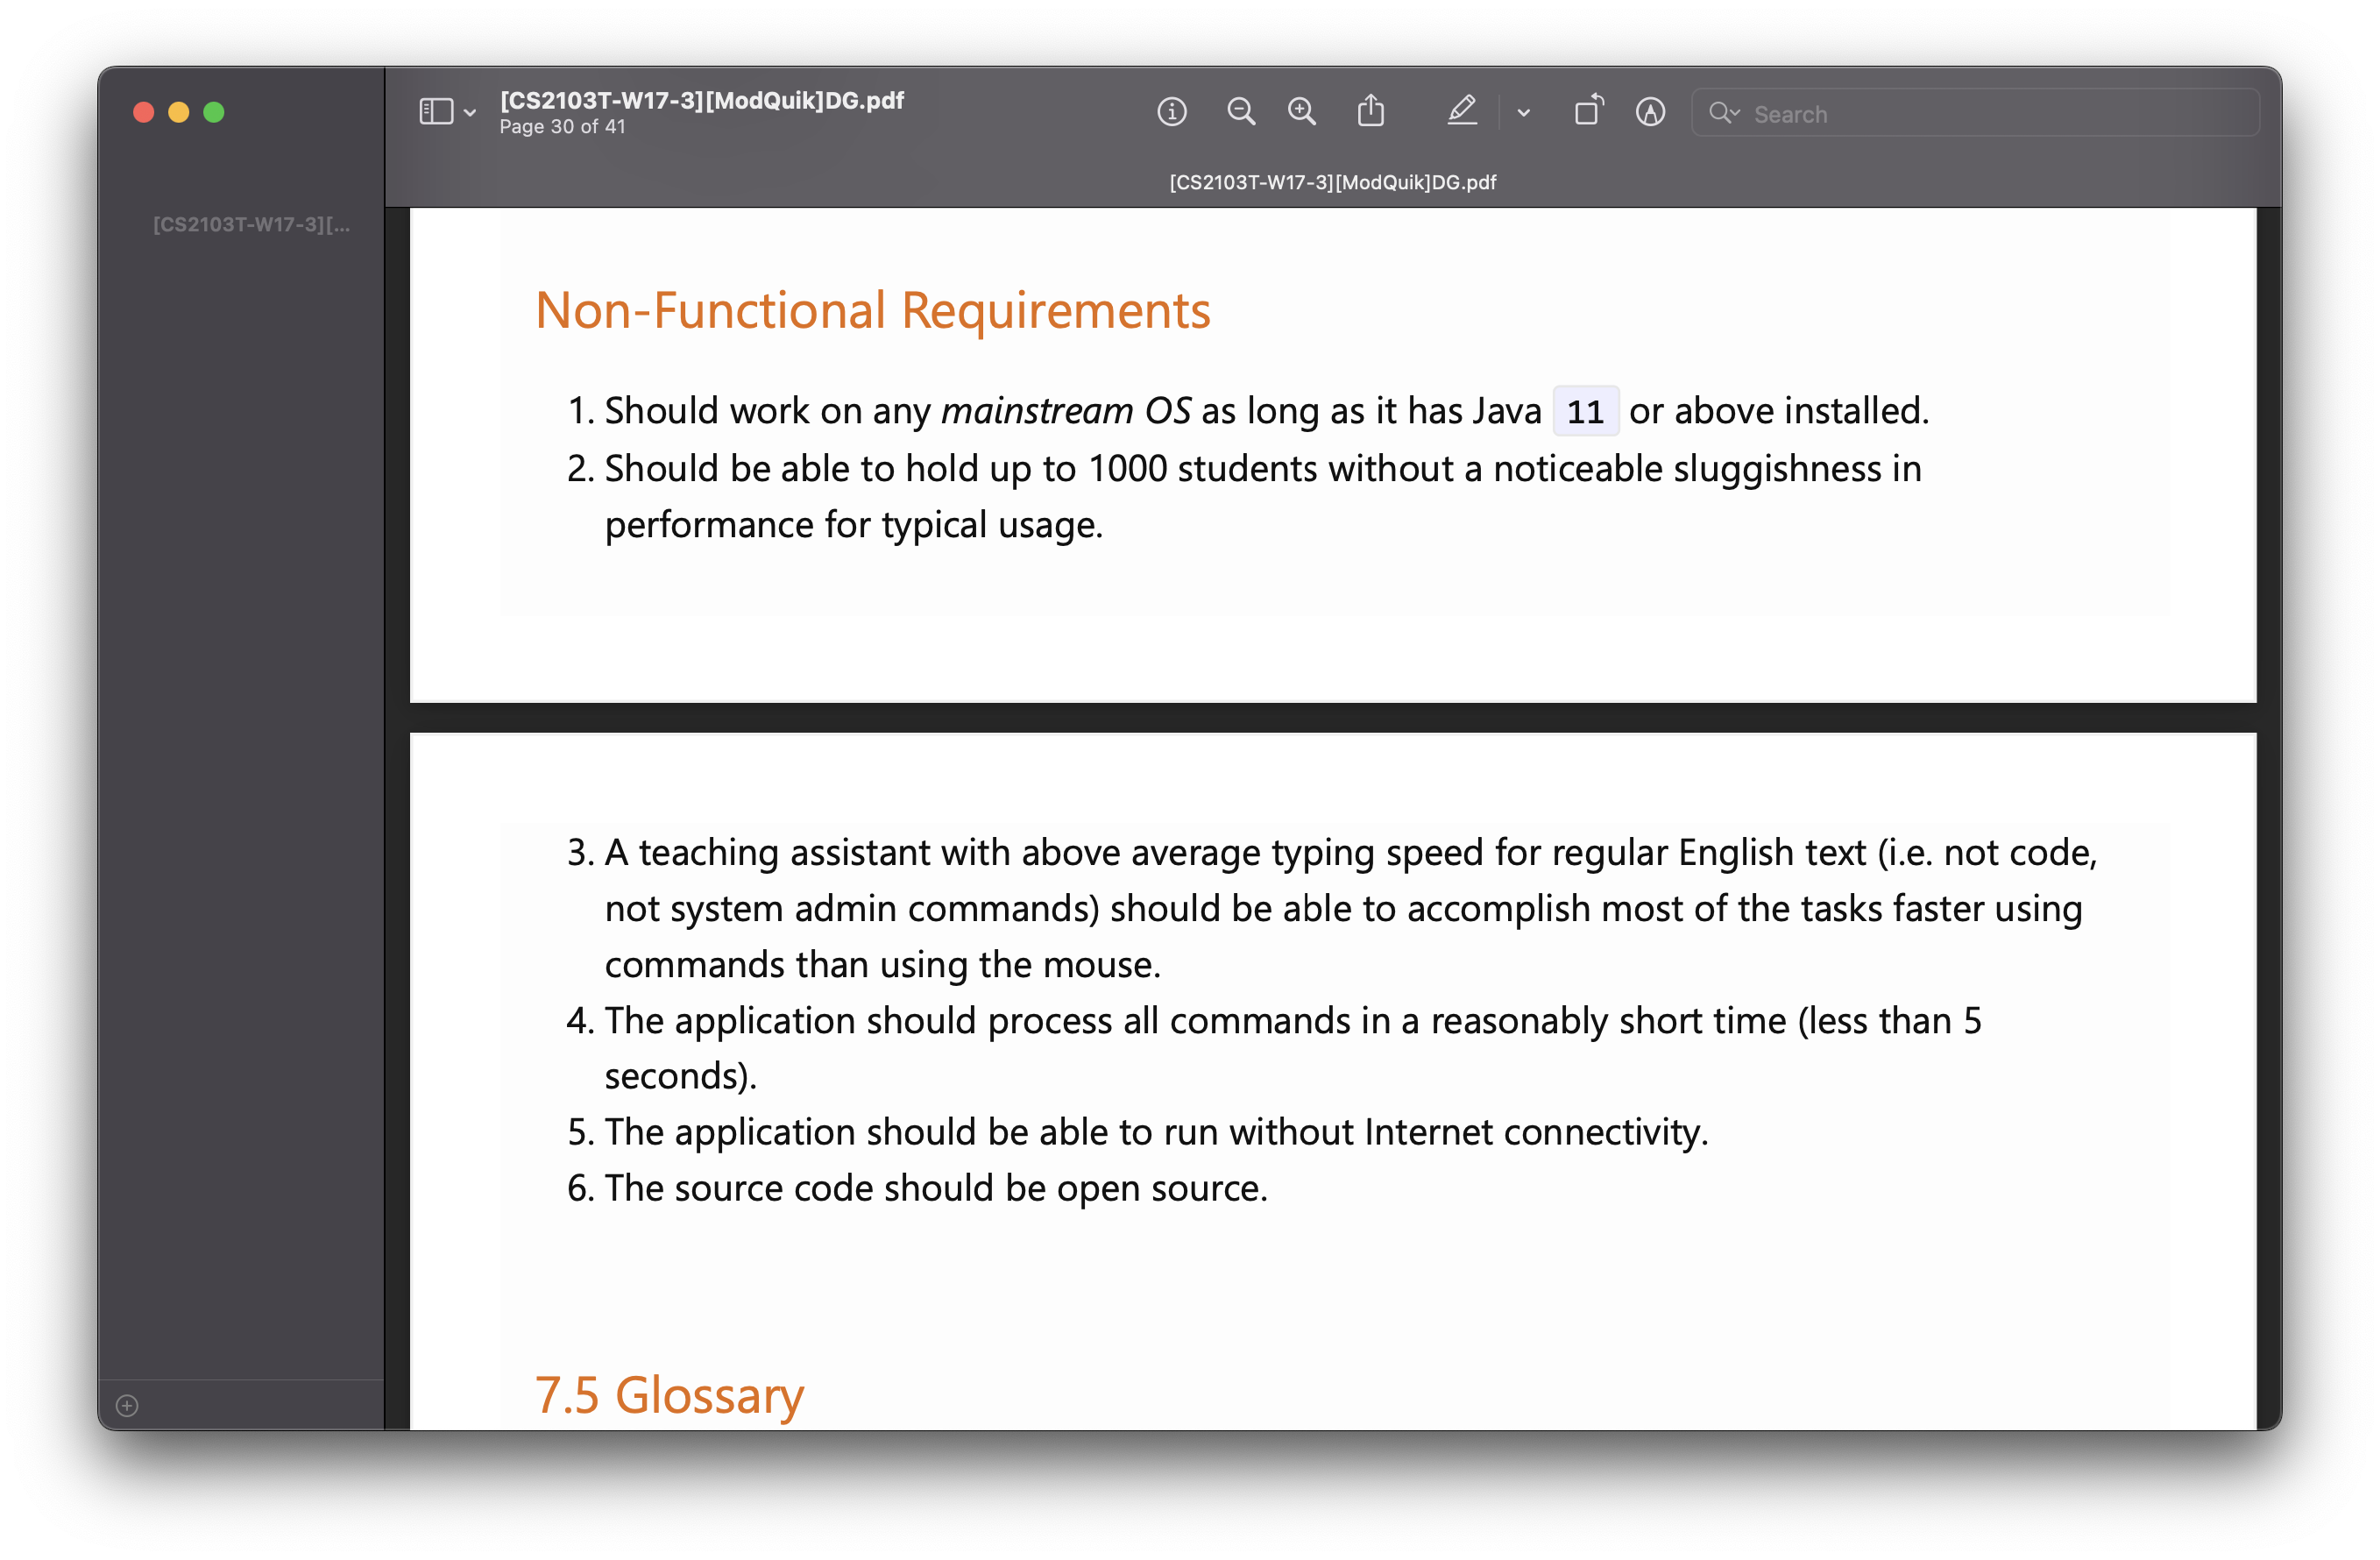 [CS2103T-W17-3][ModQuik]DG.pdf
Page 30 of 41
Search
[CS2103T-W17-3][ModQuik]DG.pdf
[CS2103T-W17-3][...
Non-Functional Requirements
1. Should work on any mainstream OS as long as it has Java 11 or above installed.
2. Should be able to hold up to 1000 students without a noticeable sluggishness in
performance for typical usage.
3. A teaching assistant with above average typing speed for regular English text (i.e. not code,
not system admin commands) should be able to accomplish most of the tasks faster using
commands than using the mouse.
4. The application should process all commands in a reasonably short time (less than 5
seconds).
5. The application should be able to run without Internet connectivity.
6. The source code should be open source.
7.5 Glossary